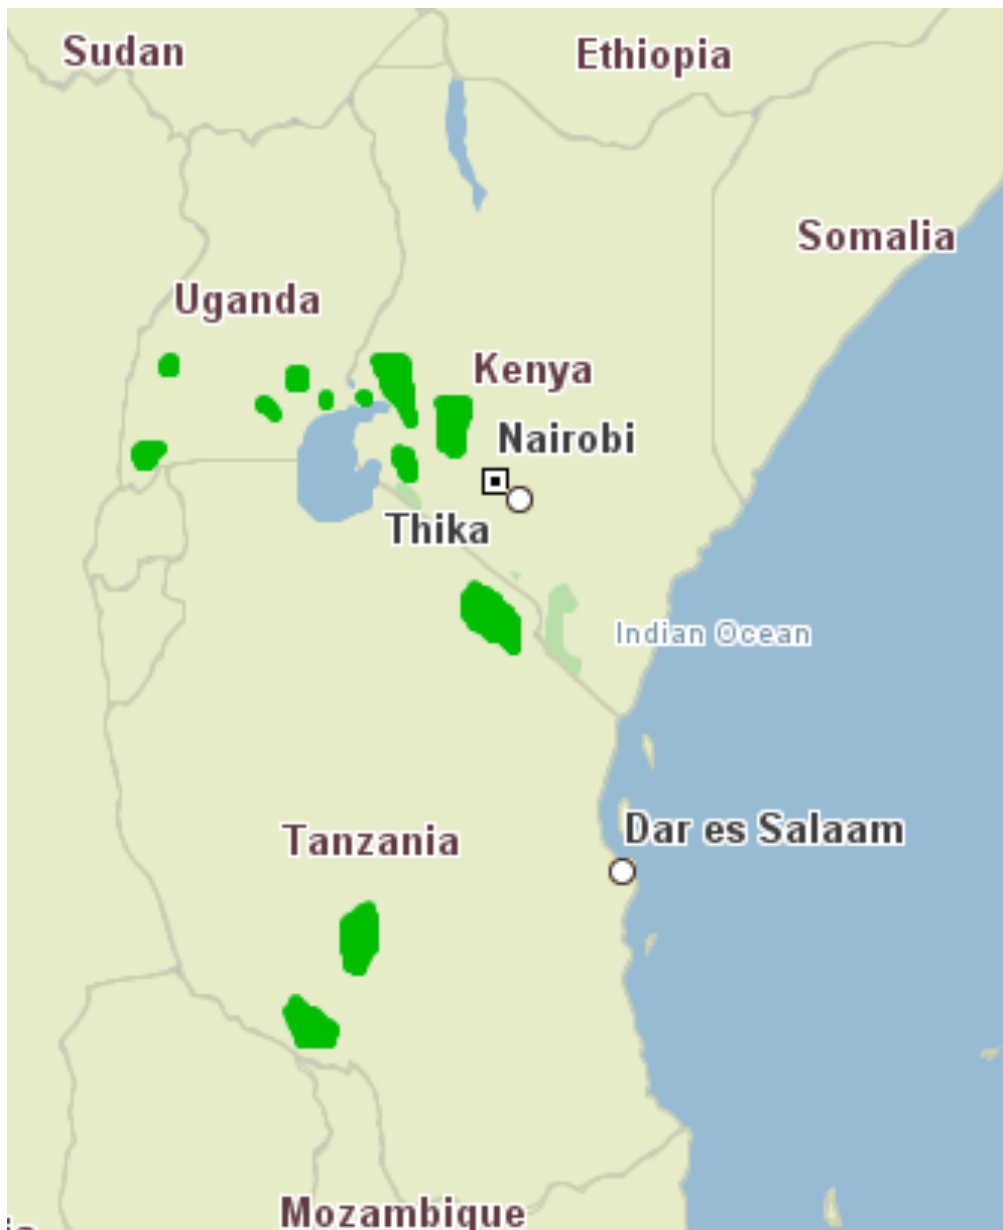 Sudan
Ethiopia
Somalia
Uganda
Kenya
Nairobi
Thika
Indian Ocean
Dar es Salaam
Tanzania
Mozambique